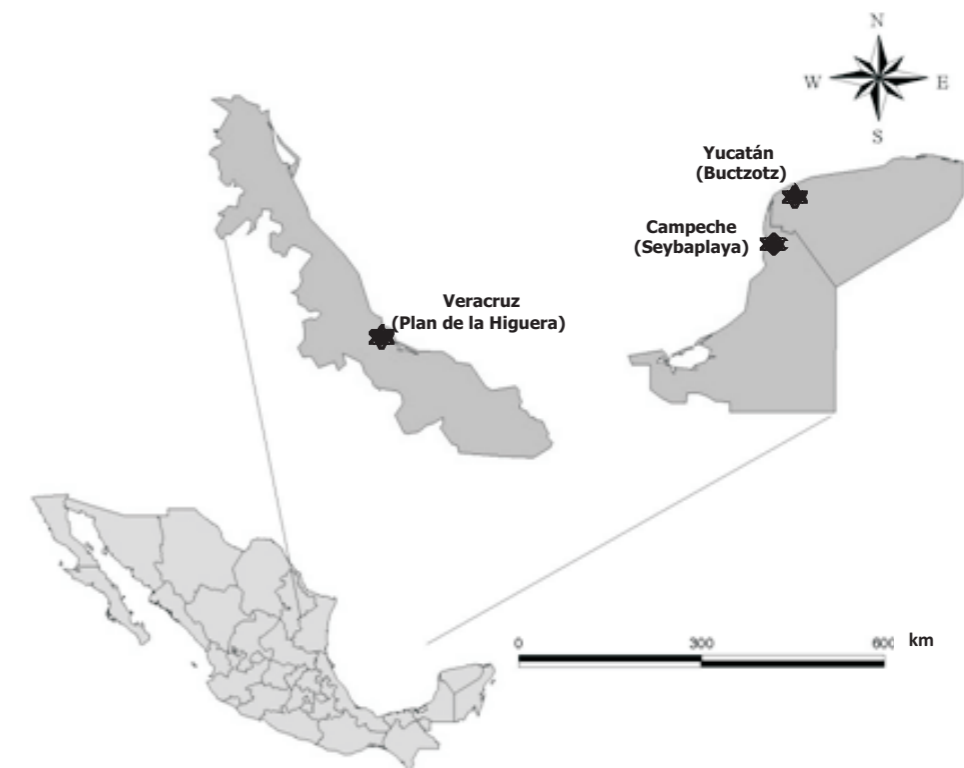 N
W E
S
Yucatán
(Buctzotz)
Campeche
(Seybaplaya)
Veracruz
(Plan de la Higuera)
0 300 600 km